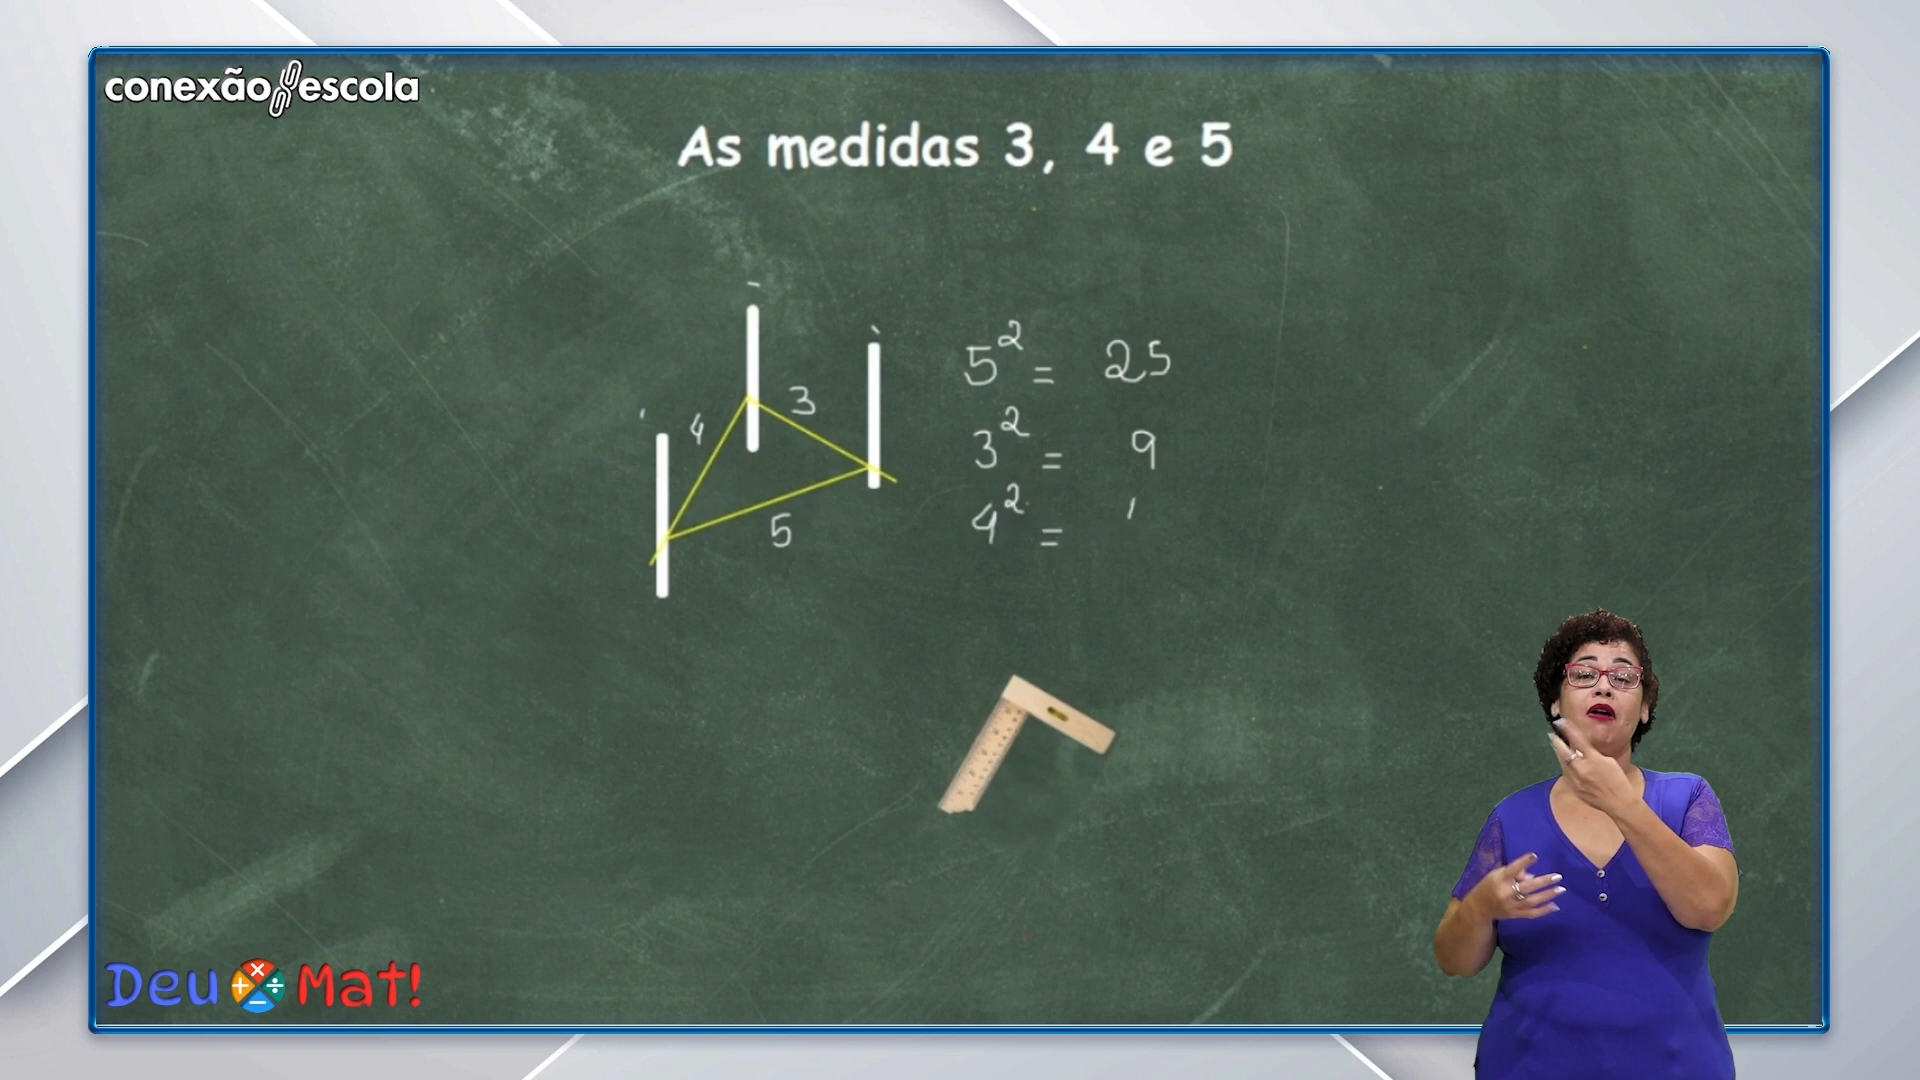 conexão escola
As medidas 3, 4 e 5
4
3
5
5² = 25
3² = 9
4² =
Deu Mat!